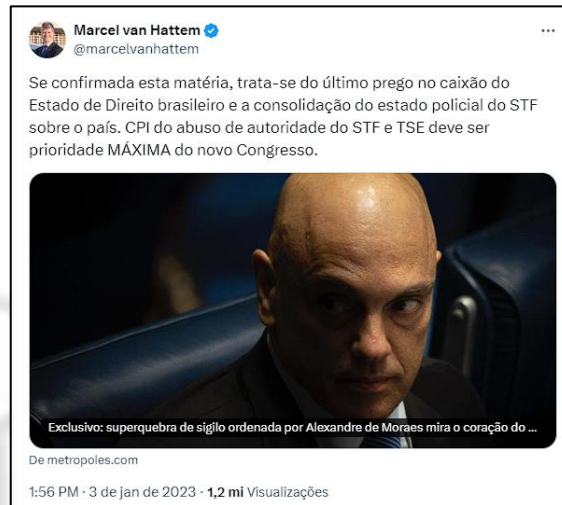 Marcel van Hattem
@marcelvanhattem
Se confirmada esta matéria, trata-se do último prego no caixão do
Estado de Direito brasileiro e a consolidação do estado policial do STF
sobre o país. CPI do abuso de autoridade do STF e TSE deve ser
prioridade MÁXIMA do novo Congresso.
Exclusivo: superquebra de sigilo ordenada por Alexandre de Moraes mira o coração do ...
De metropoles.com
1:56 PM · 3 de jan de 2023 · 1,2 mi Visualizações